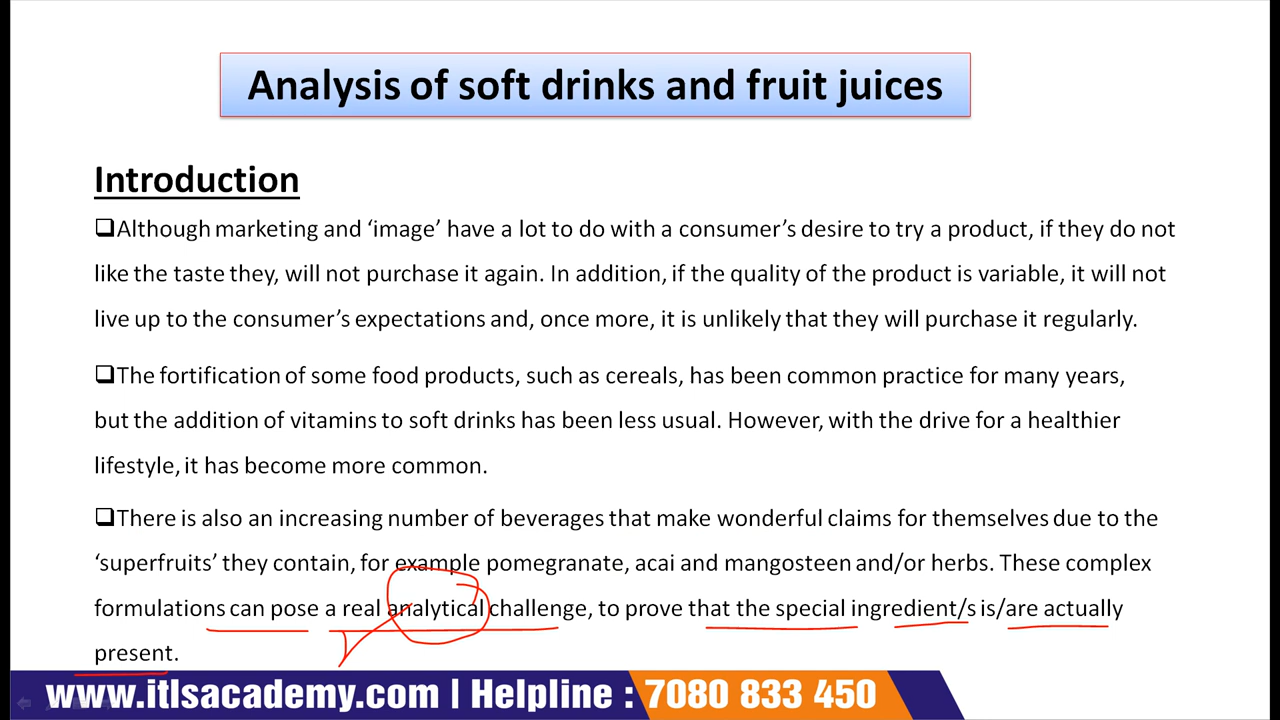 Analysis of soft drinks and fruit juices
Introduction
❑Although marketing and ‘image’ have a lot to do with a consumer’s desire to try a product, if they do not
like the taste they, will not purchase it again. In addition, if the quality of the product is variable, it will not
live up to the consumer’s expectations and, once more, it is unlikely that they will purchase it regularly.
❑The fortification of some food products, such as cereals, has been common practice for many years,
but the addition of vitamins to soft drinks has been less usual. However, with the drive for a healthier
lifestyle, it has become more common.
❑There is also an increasing number of beverages that make wonderful claims for themselves due to the
‘superfruits’ they contain, for example pomegranate, acai and mangosteen and/or herbs. These complex
formulations can pose a real analytical challenge, to prove that the special ingredient/s is/are actually
present.
www.itlsacademy.com | Helpline : 7080 833 450